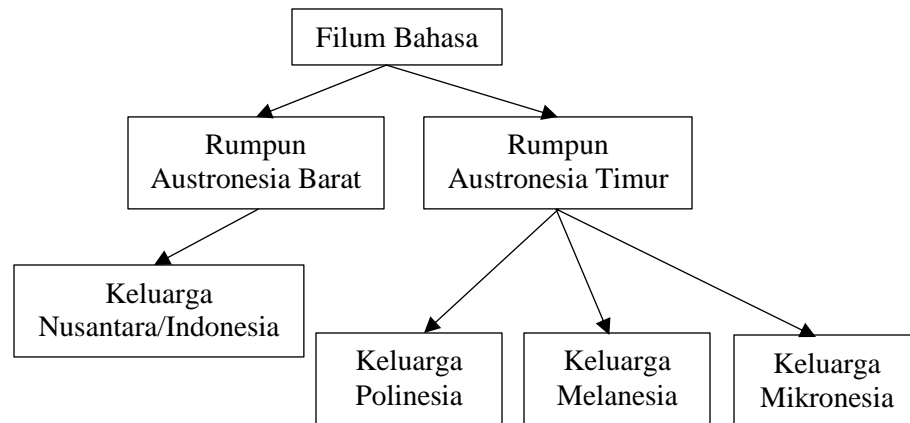 Filum Bahasa
Rumpun
Austronesia Barat
Rumpun
Austronesia Timur
Keluarga
Nusantara/Indonesia
Keluarga
Polinesia
Keluarga
Melanesia
Keluarga
Mikronesia